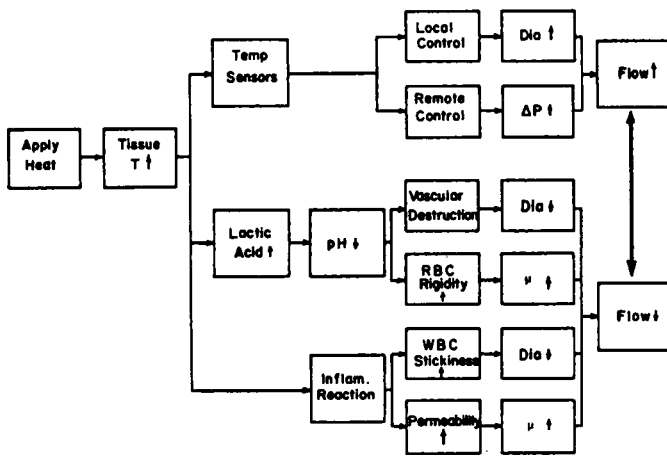 Apply
Heat
Tissue
T ↑
Temp
Sensors
Local
Control
Dia ↑
Remote
Control
ΔP ↑
Flow ↑
Lactic
Acid ↑
pH ↓
Vascular
Destruction
Dia ↓
RBC
Rigidity
↑
μ ↑
Inflam.
Reaction
WBC
Stickiness
↑
Dia ↓
Permeability
↑
μ ↑
Flow ↓